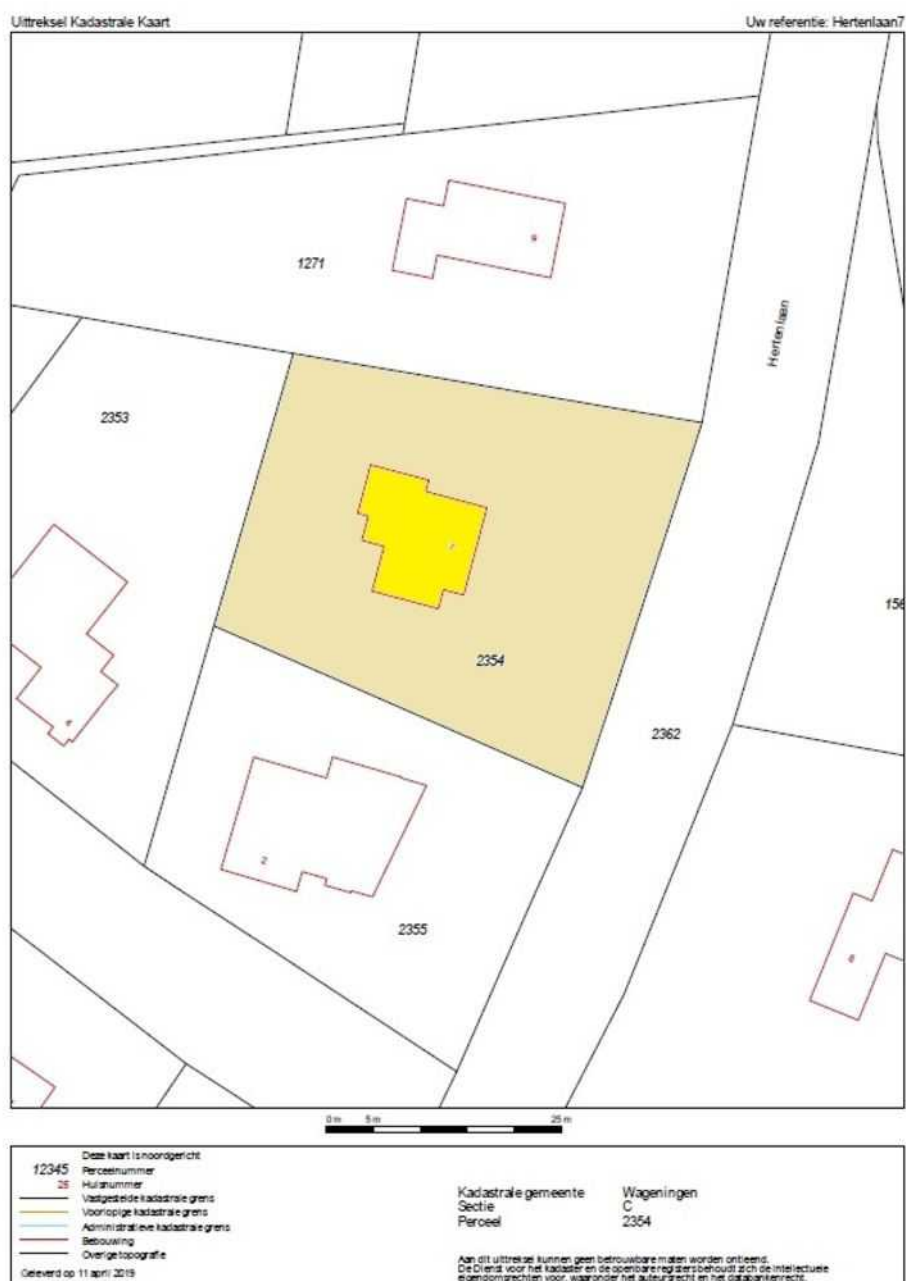 Uittreksel Kadastrale Kaart
Uw referentie: Hertenlaan7
9
1271
Hertenlaan
2353
7
156
2354
2362
2
2355
0 m 5 m 25 m
Deze kaart is noordgericht
12345 Perceelnummer
25 Huisnummer
Vastgestelde kadastrale grens
Voorlopige kadastrale grens
Administratieve kadastrale grens
Bebouwing
Overige topografie
Geleverd op 11 april 2019
Kadastrale gemeente Wageningen
Sectie C
Perceel 2354
Aan dit uittreksel kunnen geen betrouwbare maten worden ontleend.
De Dienst voor het kadaster en de openbare registers behoudt zich de intellectuele
eigendomsrechten voor, waaronder het auteursrecht en het databankenrecht.